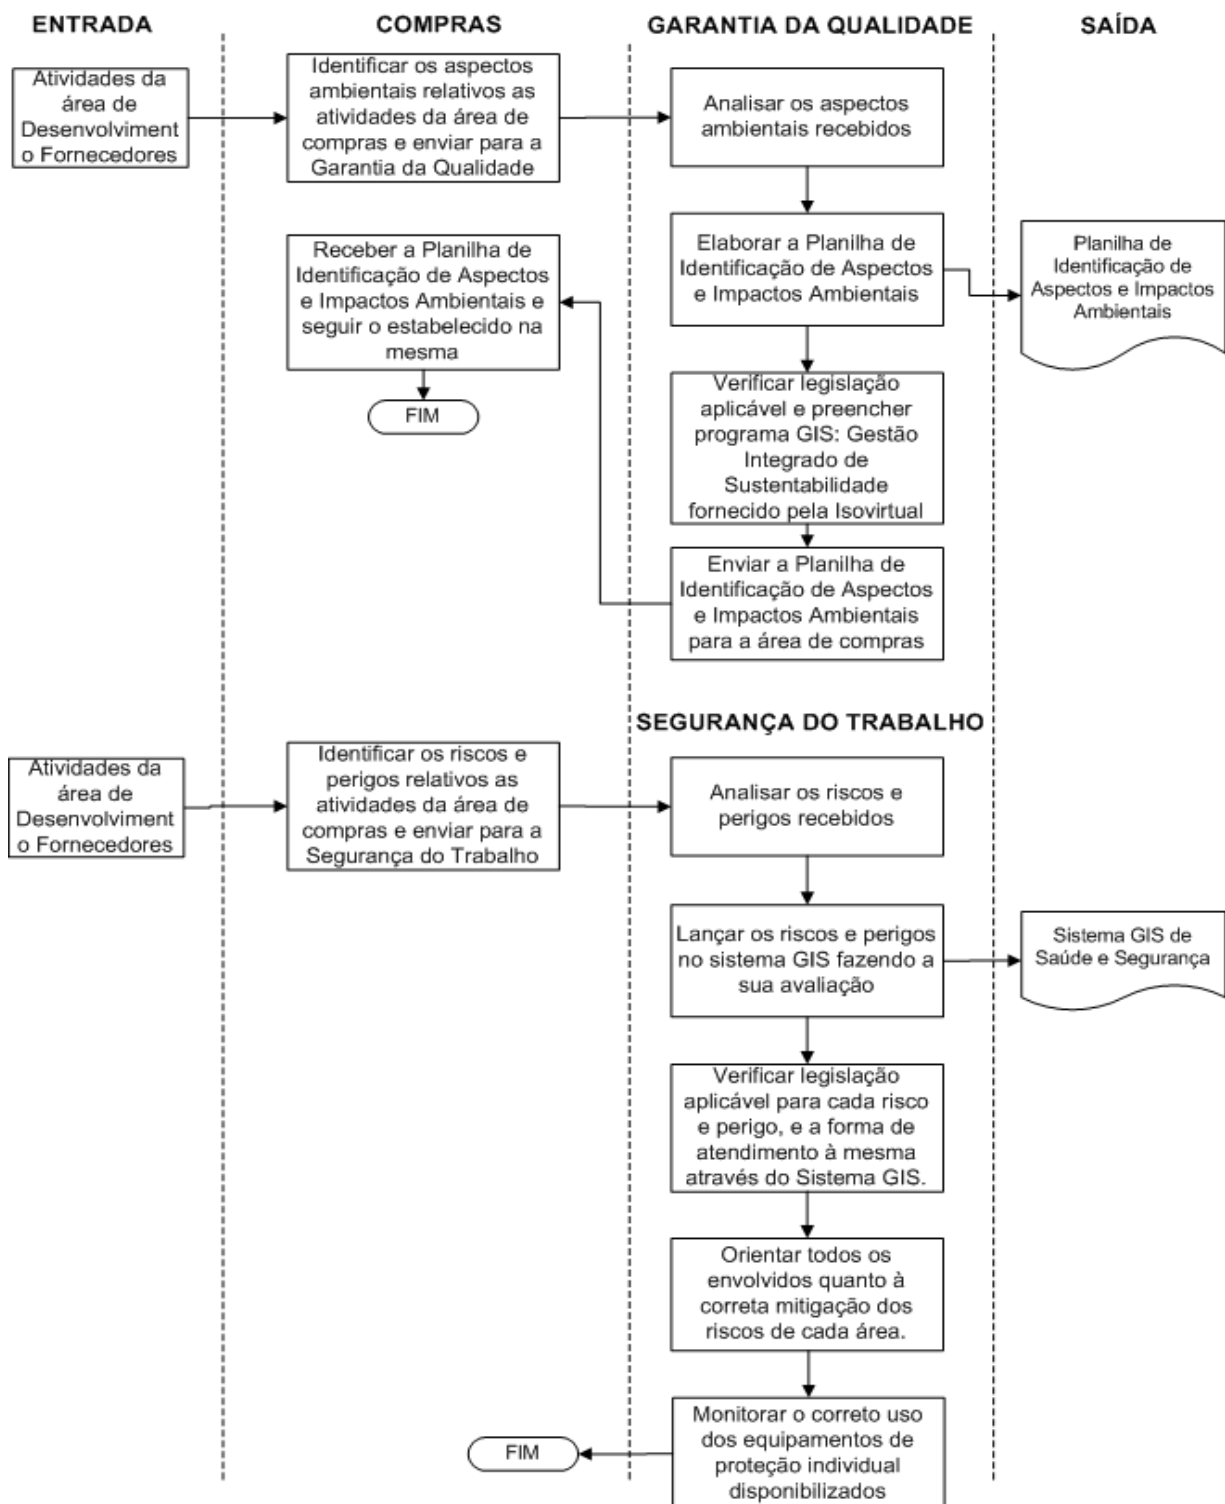 ENTRADA
COMPRAS
GARANTIA DA QUALIDADE
SAÍDA
Atividades da
área de
Desenvolviment
o Fornecedores
Identificar os aspectos
ambientais relativos as
atividades da área de
compras e enviar para a
Garantia da Qualidade
Analisar os aspectos
ambientais recebidos
Receber a Planilha de
Identificação de Aspectos
e Impactos Ambientais e
seguir o estabelecido na
mesma
Elaborar a Planilha de
Identificação de Aspectos
e Impactos Ambientais
Planilha de
Identificação de
Aspectos e Impactos
Ambientais
FIM
Verificar legislação
aplicável e preencher
programa GIS: Gestão
Integrado de
Sustentabilidade
fornecido pela Isovirtual
Enviar a Planilha de
Identificação de Aspectos
e Impactos Ambientais
para a área de compras
SEGURANÇA DO TRABALHO
Atividades da
área de
Desenvolviment
o Fornecedores
Identificar os riscos e
perigos relativos as
atividades da área de
compras e enviar para a
Segurança do Trabalho
Analisar os riscos e
perigos recebidos
Lançar os riscos e perigos
no sistema GIS fazendo a
sua avaliação
Sistema GIS de
Saúde e Segurança
Verificar legislação
aplicável para cada risco
e perigo, e a forma de
atendimento à mesma
através do Sistema GIS.
Orientar todos os
envolvidos quanto à
correta mitigação dos
riscos de cada área.
Monitorar o correto uso
dos equipamentos de
proteção individual
disponibilizados
FIM